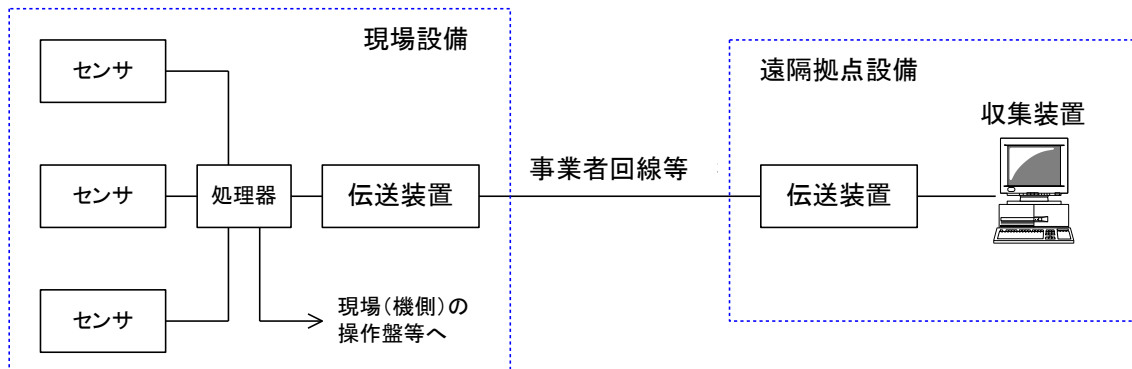 現場設備
センサ
遠隔拠点設備
収集装置
事業者回線等
センサ
処理器
伝送装置
伝送装置
センサ
現場(機側)の
操作盤等へ